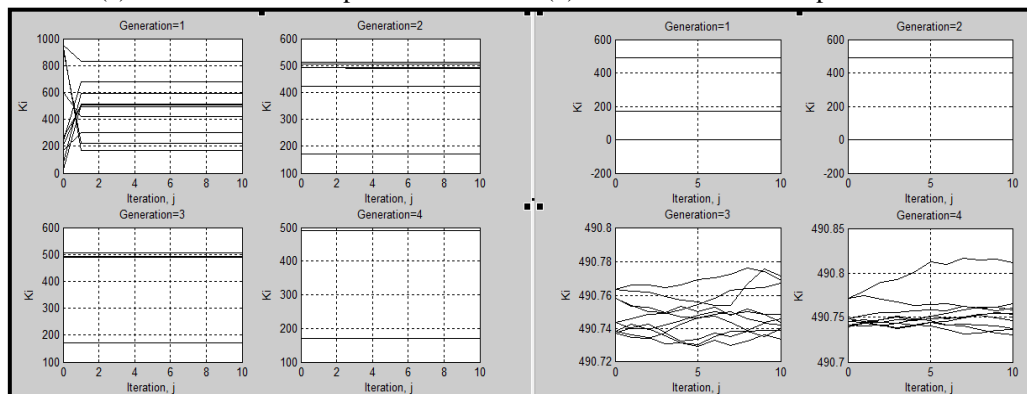 Generation=1
1000
800
600
400
200
0
Ki
0 2 4 6 8 10
Iteration, j
Generation=2
600
500
400
300
200
100
Ki
0 2 4 6 8 10
Iteration, j
Generation=3
600
500
400
300
200
100
Ki
0 2 4 6 8 10
Iteration, j
Generation=4
500
400
300
200
100
Ki
0 2 4 6 8 10
Iteration, j
Generation=1
600
400
200
0
-200
Ki
0 5 10
Iteration, j
Generation=2
600
400
200
0
-200
Ki
0 5 10
Iteration, j
Generation=3
490.8
490.78
490.76
490.74
490.72
Ki
0 5 10
Iteration, j
Generation=4
490.85
490.8
490.75
490.7
Ki
0 5 10
Iteration, j